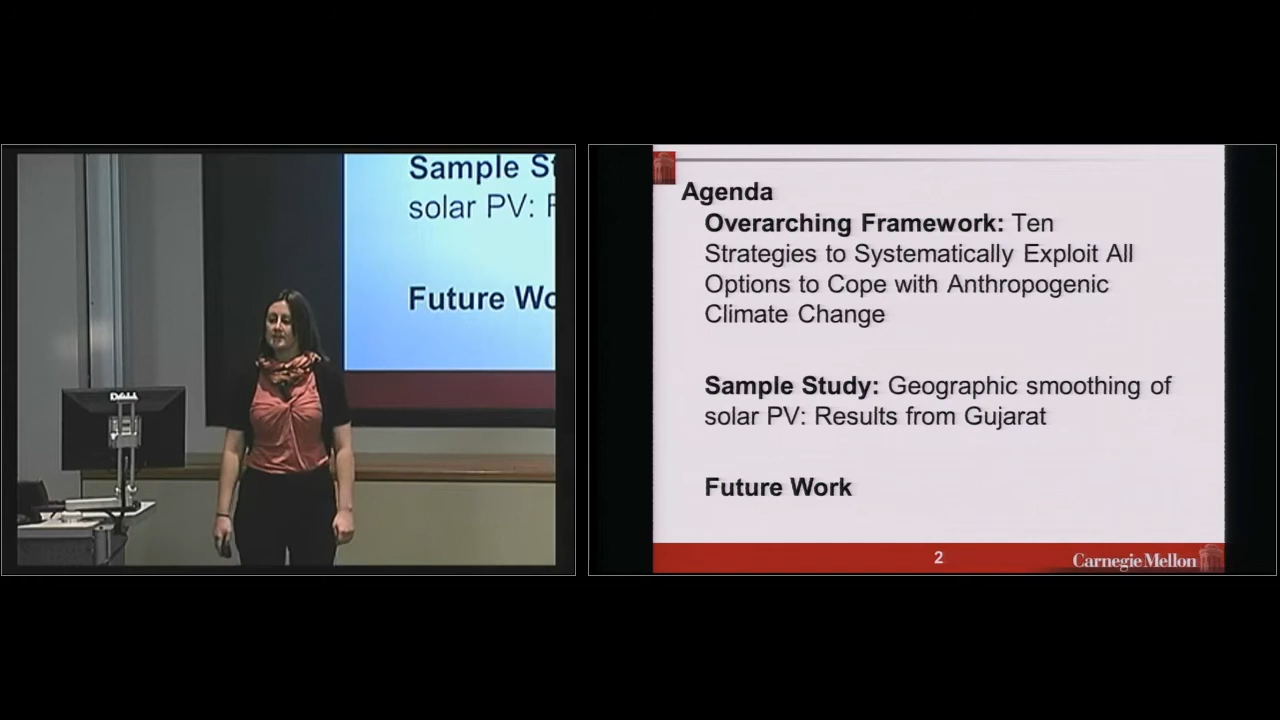 Sample St
solar PV:
Future Wo
DELL
Agenda
Overarching Framework: Ten
Strategies to Systematically Exploit All
Options to Cope with Anthropogenic
Climate Change
Sample Study: Geographic smoothing of
solar PV: Results from Gujarat
Future Work
2
Carnegie Mellon